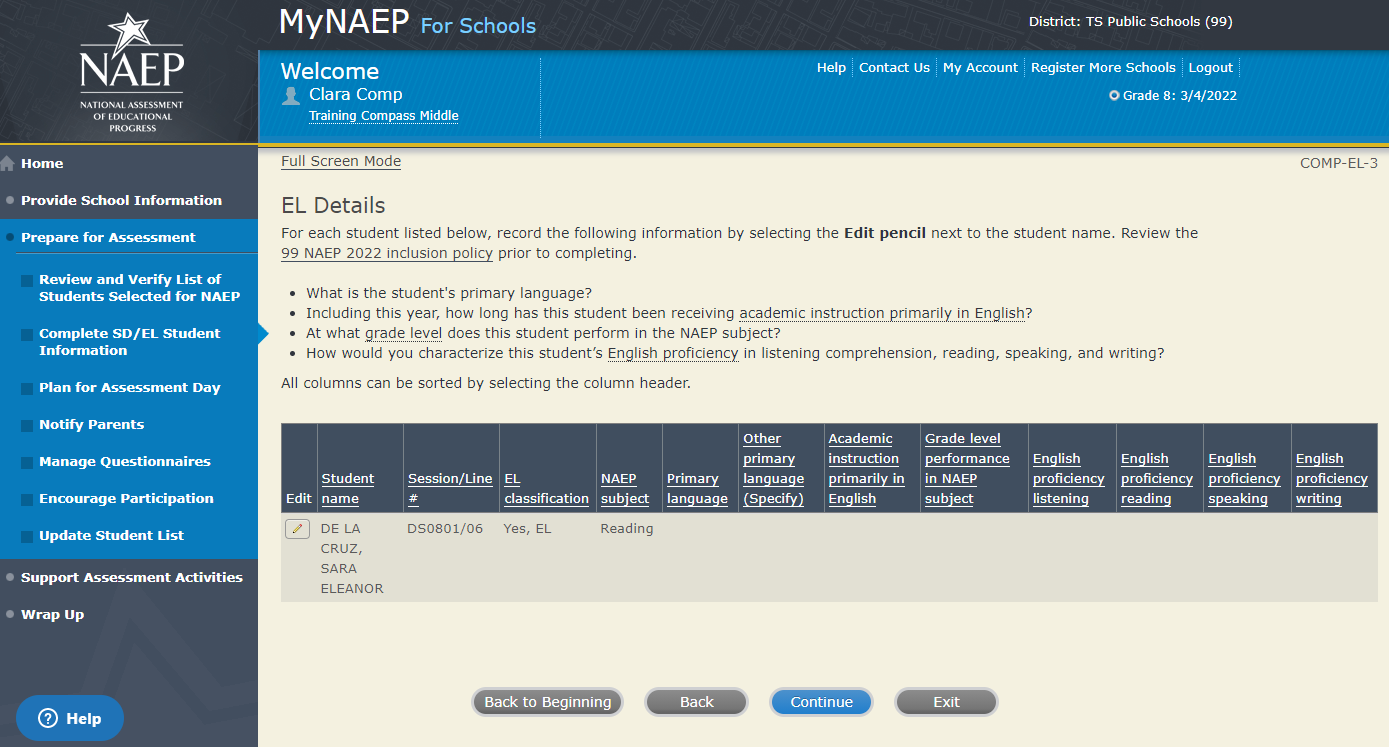 NAEP
NATIONAL ASSESSMENT
OF EDUCATIONAL
PROGRESS
MyNAEP For Schools
District: TS Public Schools (99)
Welcome
Clara Comp
Training Compass Middle
Help Contact Us My Account Register More Schools Logout
Grade 8: 3/4/2022
Home
Provide School Information
Prepare for Assessment
Review and Verify List of
Students Selected for NAEP
Complete SD/EL Student
Information
Plan for Assessment Day
Notify Parents
Manage Questionnaires
Encourage Participation
Update Student List
Support Assessment Activities
Wrap Up
Help
Full Screen Mode
COMP-EL-3
EL Details
For each student listed below, record the following information by selecting the Edit pencil next to the student name. Review the
99 NAEP 2022 inclusion policy prior to completing.
• What is the student's primary language?
• Including this year, how long has this student been receiving academic instruction primarily in English?
• At what grade level does this student perform in the NAEP subject?
• How would you characterize this student’s English proficiency in listening comprehension, reading, speaking, and writing?
All columns can be sorted by selecting the column header.
Edit
Student
name
Session/Line
#
EL
classification
NAEP
subject
Primary
language
Other
primary
language
(Specify)
Academic
instruction
primarily in
English
Grade level
performance
in NAEP
subject
English
proficiency
listening
English
proficiency
reading
English
proficiency
speaking
English
proficiency
writing
DE LA
CRUZ,
SARA
ELEANOR
DS0801/06
Yes, EL
Reading
Back to Beginning
Back
Continue
Exit